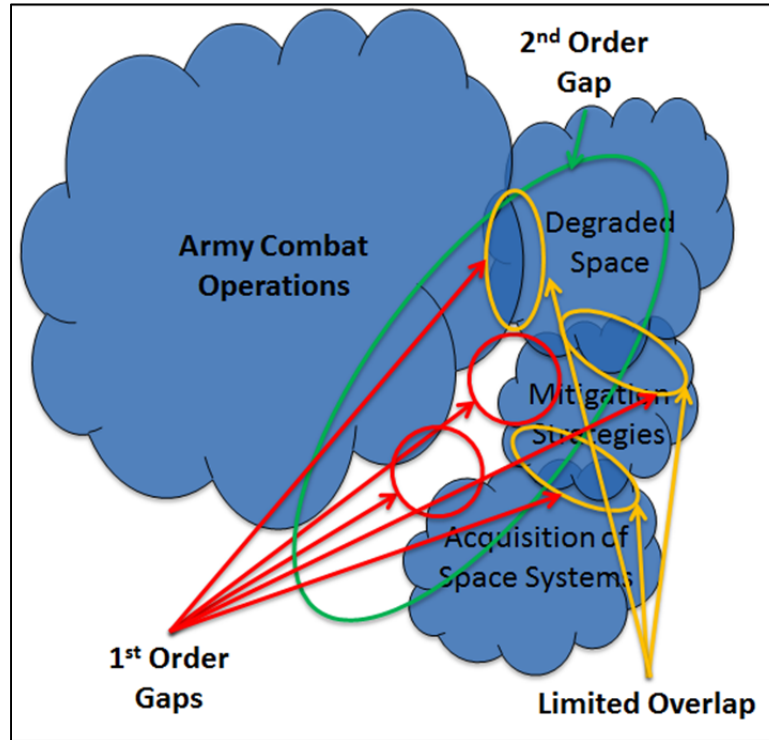 2nd Order
Gap
Army Combat
Operations
Degraded
Space
Mitigation
Strategies
Acquisition of
Space Systems
1st Order
Gaps
Limited Overlap